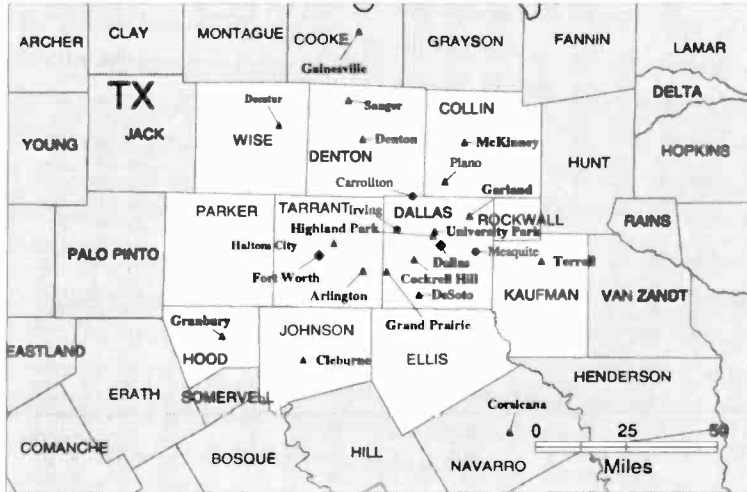 CLAY
MONTAGUE
COOKE
GRAYSON
FANNIN
ARCHER
LAMAR
Gainesville
TX
DELTA
Decatur
Sanger
COLLIN
YOUNG
JACK
WISE
Denton
McKinney
HUNT
HOPKINS
DENTON
Plano
Carrollton
Garland
PARKER
TARRANT
Irving
DALLAS
ROCKWALL
RAINS
Highland Park
University Park
PALO PINTO
Haltom City
Mesquite
Dallas
Terrell
Fort Worth
Cockrell Hill
Arlington
DeSoto
KAUFMAN
VAN ZANDT
Granbury
JOHNSON
Grand Prairie
EASTLAND
HOOD
Cleburne
ELLIS
HENDERSON
ERATH
SOMERVELL
Corsicana
0 25 50
COMANCHE
HILL
BOSQUE
NAVARRO
Miles